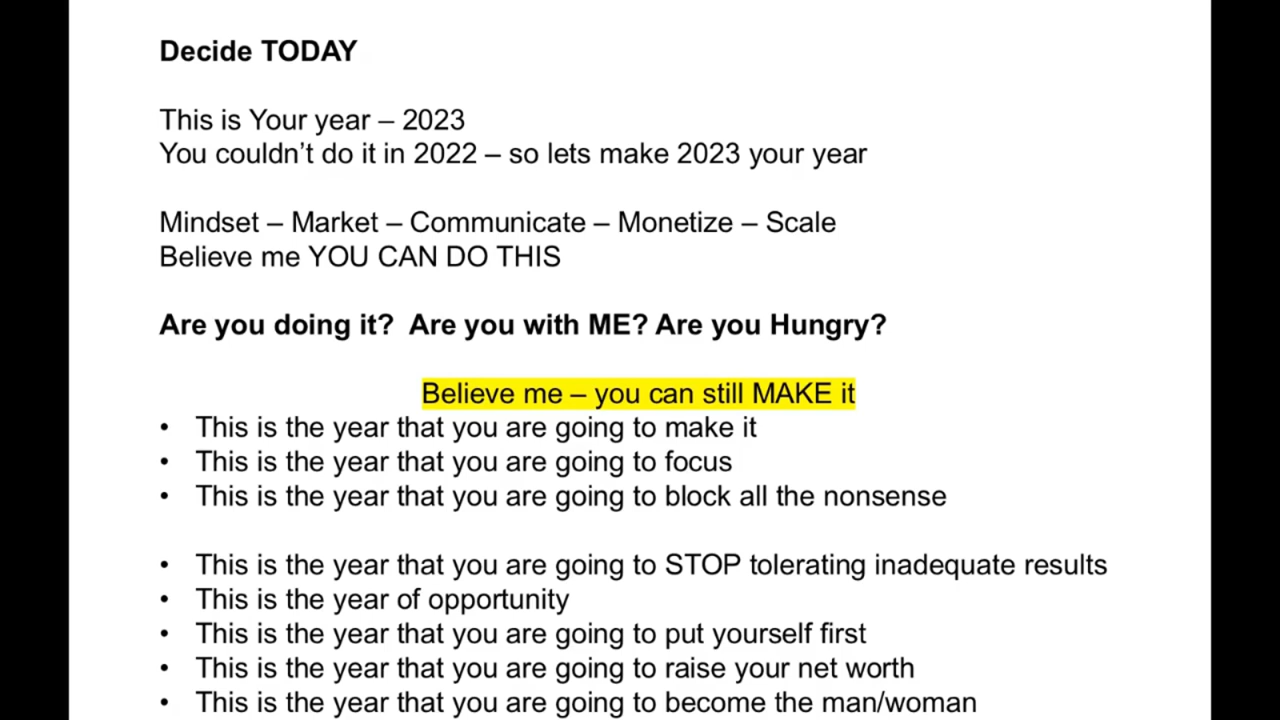 Decide TODAY
This is Your year – 2023
You couldn't do it in 2022 – so lets make 2023 your year
Mindset – Market – Communicate – Monetize – Scale
Believe me YOU CAN DO THIS
Are you doing it?  Are you with ME? Are you Hungry?
Believe me – you can still MAKE it
• This is the year that you are going to make it
• This is the year that you are going to focus
• This is the year that you are going to block all the nonsense
• This is the year that you are going to STOP tolerating inadequate results
• This is the year of opportunity
• This is the year that you are going to put yourself first
• This is the year that you are going to raise your net worth
• This is the year that you are going to become the man/woman